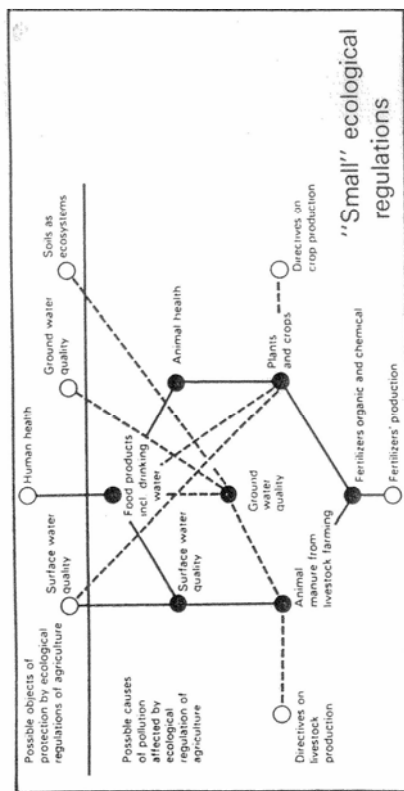 Possible objects of
protection by ecological
regulations of agriculture
Surface water
quality
Human health
Ground water
quality
Soils as
ecosystems
Possible causes
of pollution
affected by
ecological
regulation of
agriculture
Surface water
quality
Food products
incl. drinking
water
Animal health
Ground
water
quality
Plants
and crops
Directives on
livestock
production
Animal
manure from
livestock farming
Fertilizers organic and chemical
Fertilizers' production
Directives on
crop production
"Small" ecological
regulations